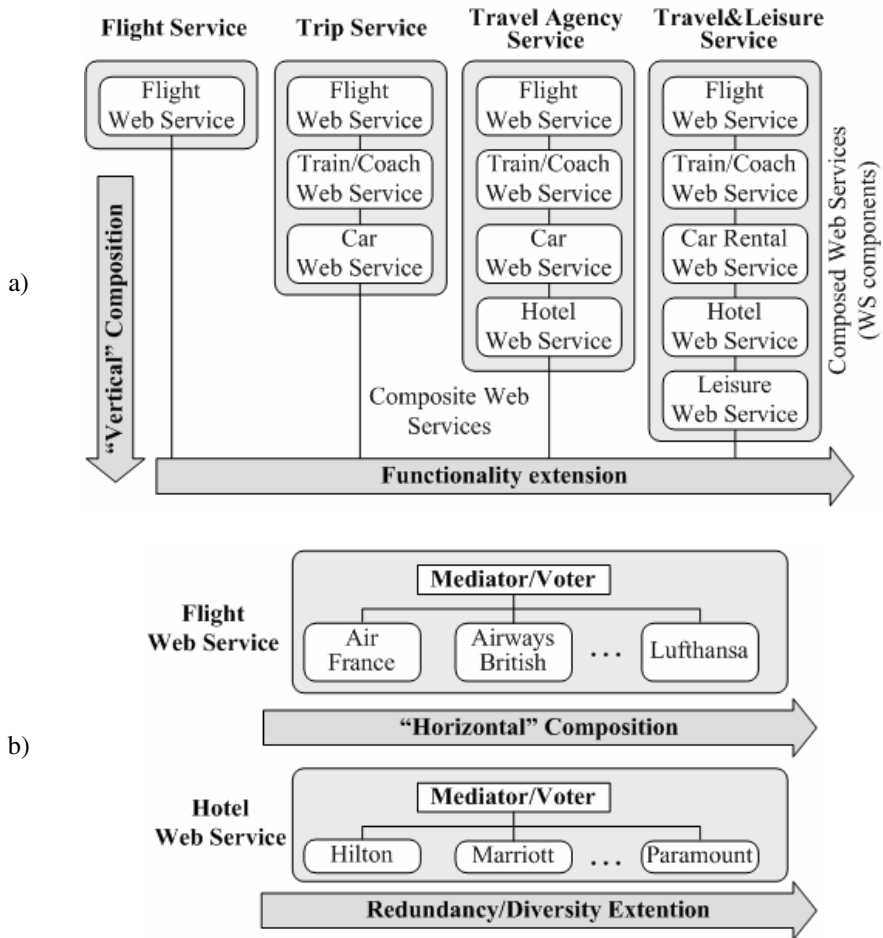 Flight Service
Trip Service
Travel Agency
Service
Travel&Leisure
Service
Flight
Web Service
Flight
Web Service
Train/Coach
Web Service
Car
Web Service
Flight
Web Service
Train/Coach
Web Service
Car
Web Service
Hotel
Web Service
Flight
Web Service
Train/Coach
Web Service
Car Rental
Web Service
Hotel
Web Service
Leisure
Web Service
Composed Web Services
(WS components)
a)
“Vertical” Composition
Composite Web
Services
Functionality extension
b)
Flight
Web Service
Mediator/Voter
Air
France
Airways
British
...
Lufthansa
“Horizontal” Composition
Hotel
Web Service
Mediator/Voter
Hilton
Marriott
...
Paramount
Redundancy/Diversity Extention